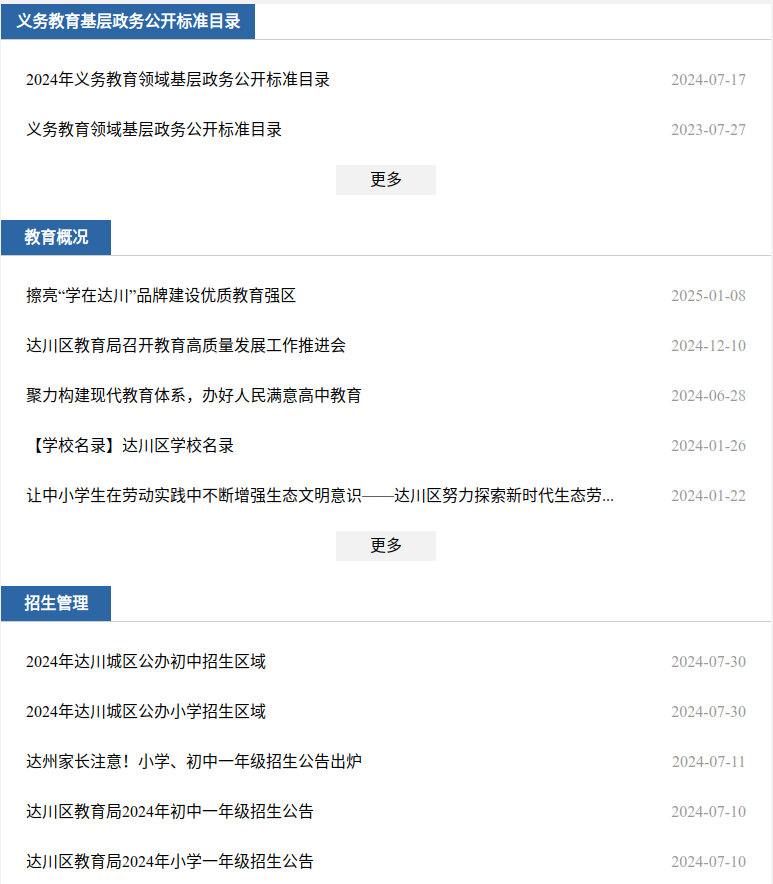 义务教育基层政务公开标准目录
2024年义务教育领域基层政务公开标准目录 2024-07-17
义务教育领域基层政务公开标准目录 2023-07-27
更多
教育概况
擦亮“学在达川”品牌建设优质教育强区 2025-01-08
达川区教育局召开教育高质量发展工作推进会 2024-12-10
聚力构建现代教育体系，办好人民满意高中教育 2024-06-28
【学校名录】达川区学校名录 2024-01-26
让中小学生在劳动实践中不断增强生态文明意识——达川区努力探索新时代生态劳... 2024-01-22
更多
招生管理
2024年达川城区公办初中招生区域 2024-07-30
2024年达川城区公办小学招生区域 2024-07-30
达州家长注意！小学、初中一年级招生公告出炉 2024-07-11
达川区教育局2024年初中一年级招生公告 2024-07-10
达川区教育局2024年小学一年级招生公告 2024-07-10